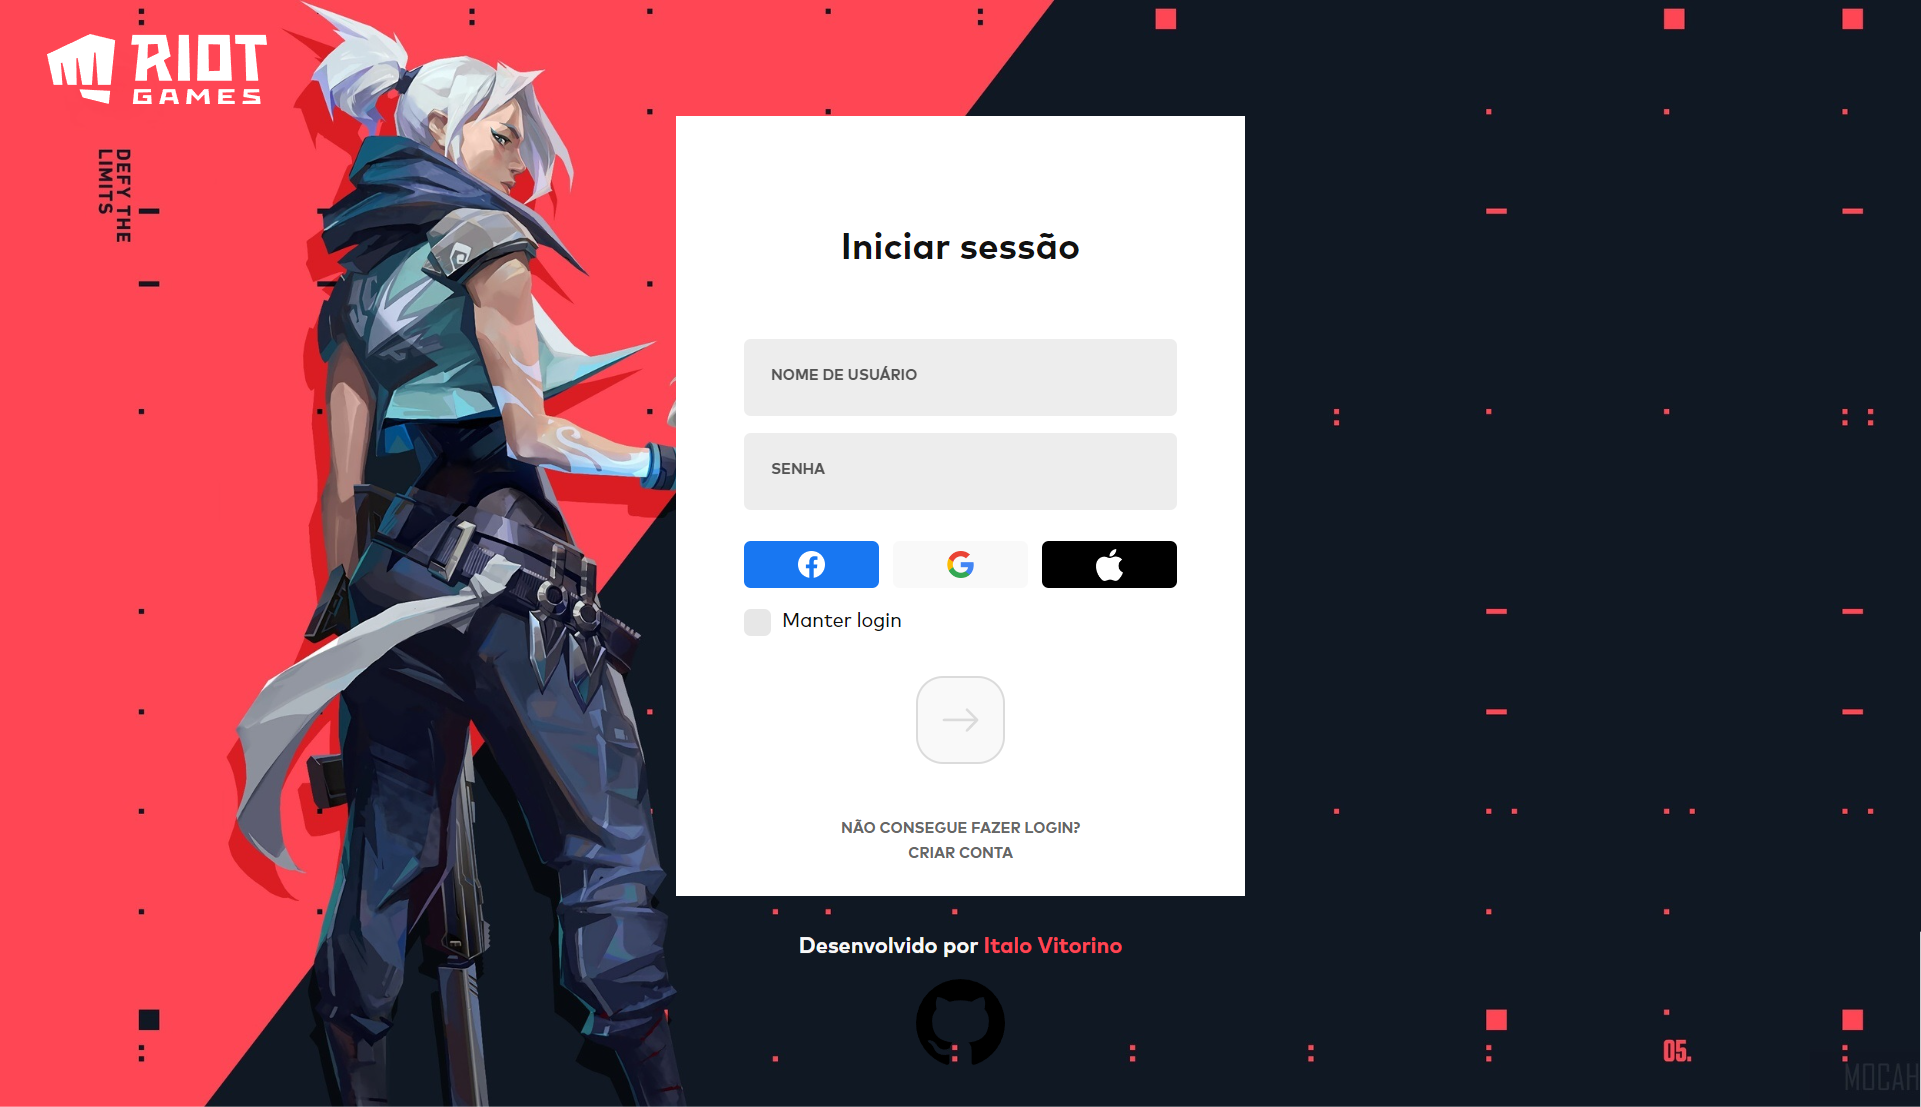 RIOT
GAMES
DEFY THE
LIMITS
Iniciar sessão
NOME DE USUÁRIO
SENHA
Manter login
NÃO CONSEGUE FAZER LOGIN?
CRIAR CONTA
Desenvolvido por Italo Vitorino
05.
MOCAH